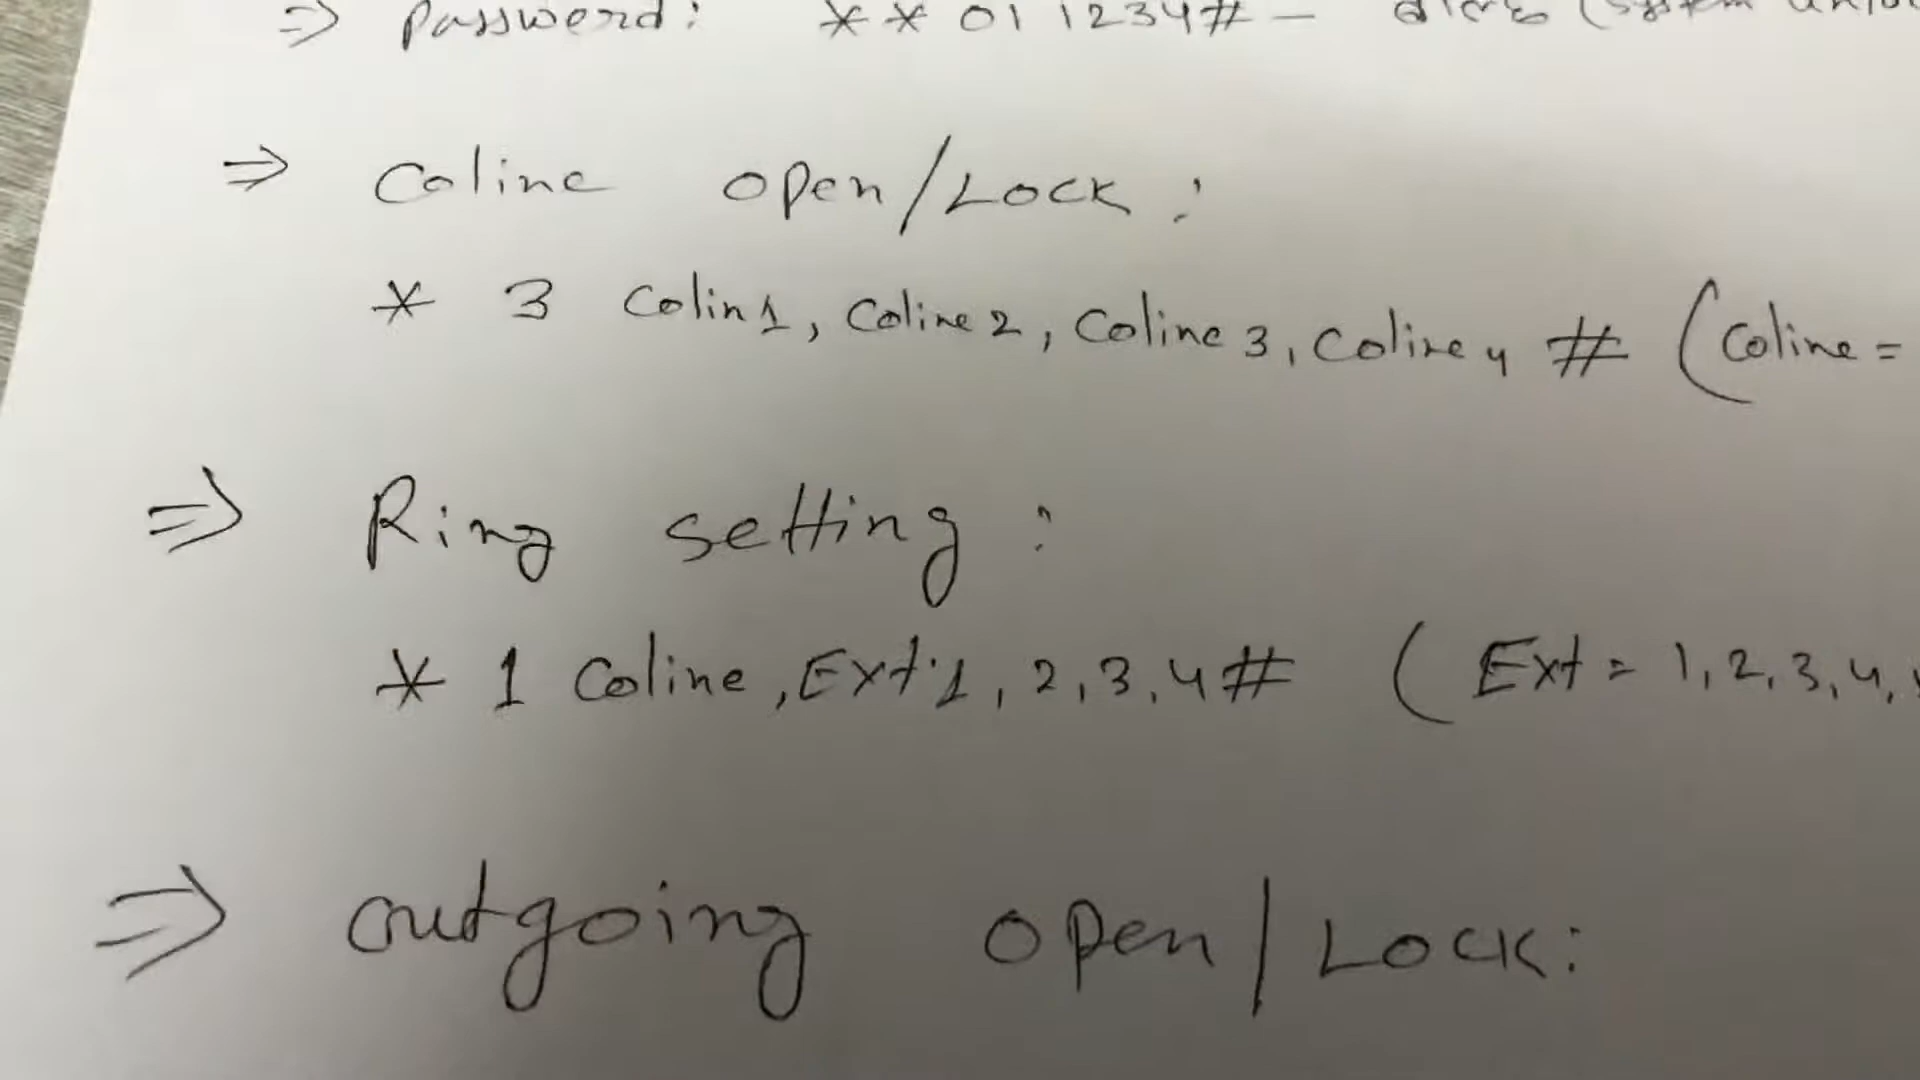 ⇒ Password: **01 1234# – (System
⇒ Coline open/Lock:
* 3 Colin1, Coline2, Coline3, Coline4 # (Coline=
⇒ Ring setting:
* 1 Coline, Ext.1, 2, 3, 4# (Ext = 1, 2, 3, 4,
⇒ outgoing open/Lock: